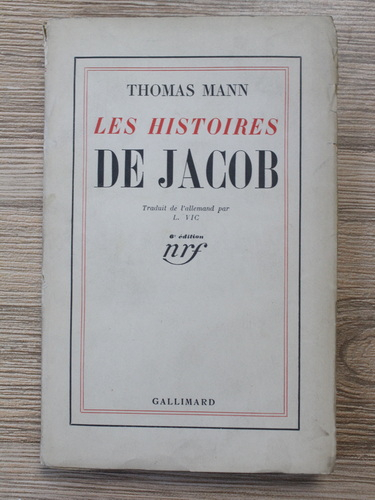 THOMAS MANN
LES HISTOIRES
DE JACOB
Traduit de l'allemand par
L. VIC
6e édition
nrf
GALLIMARD